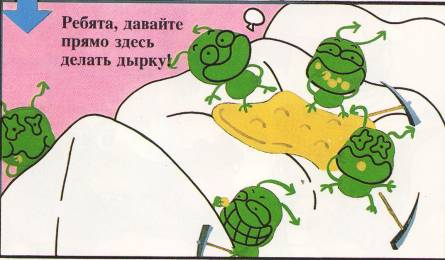 Ребята, давайте
прямо здесь
делать дырку!